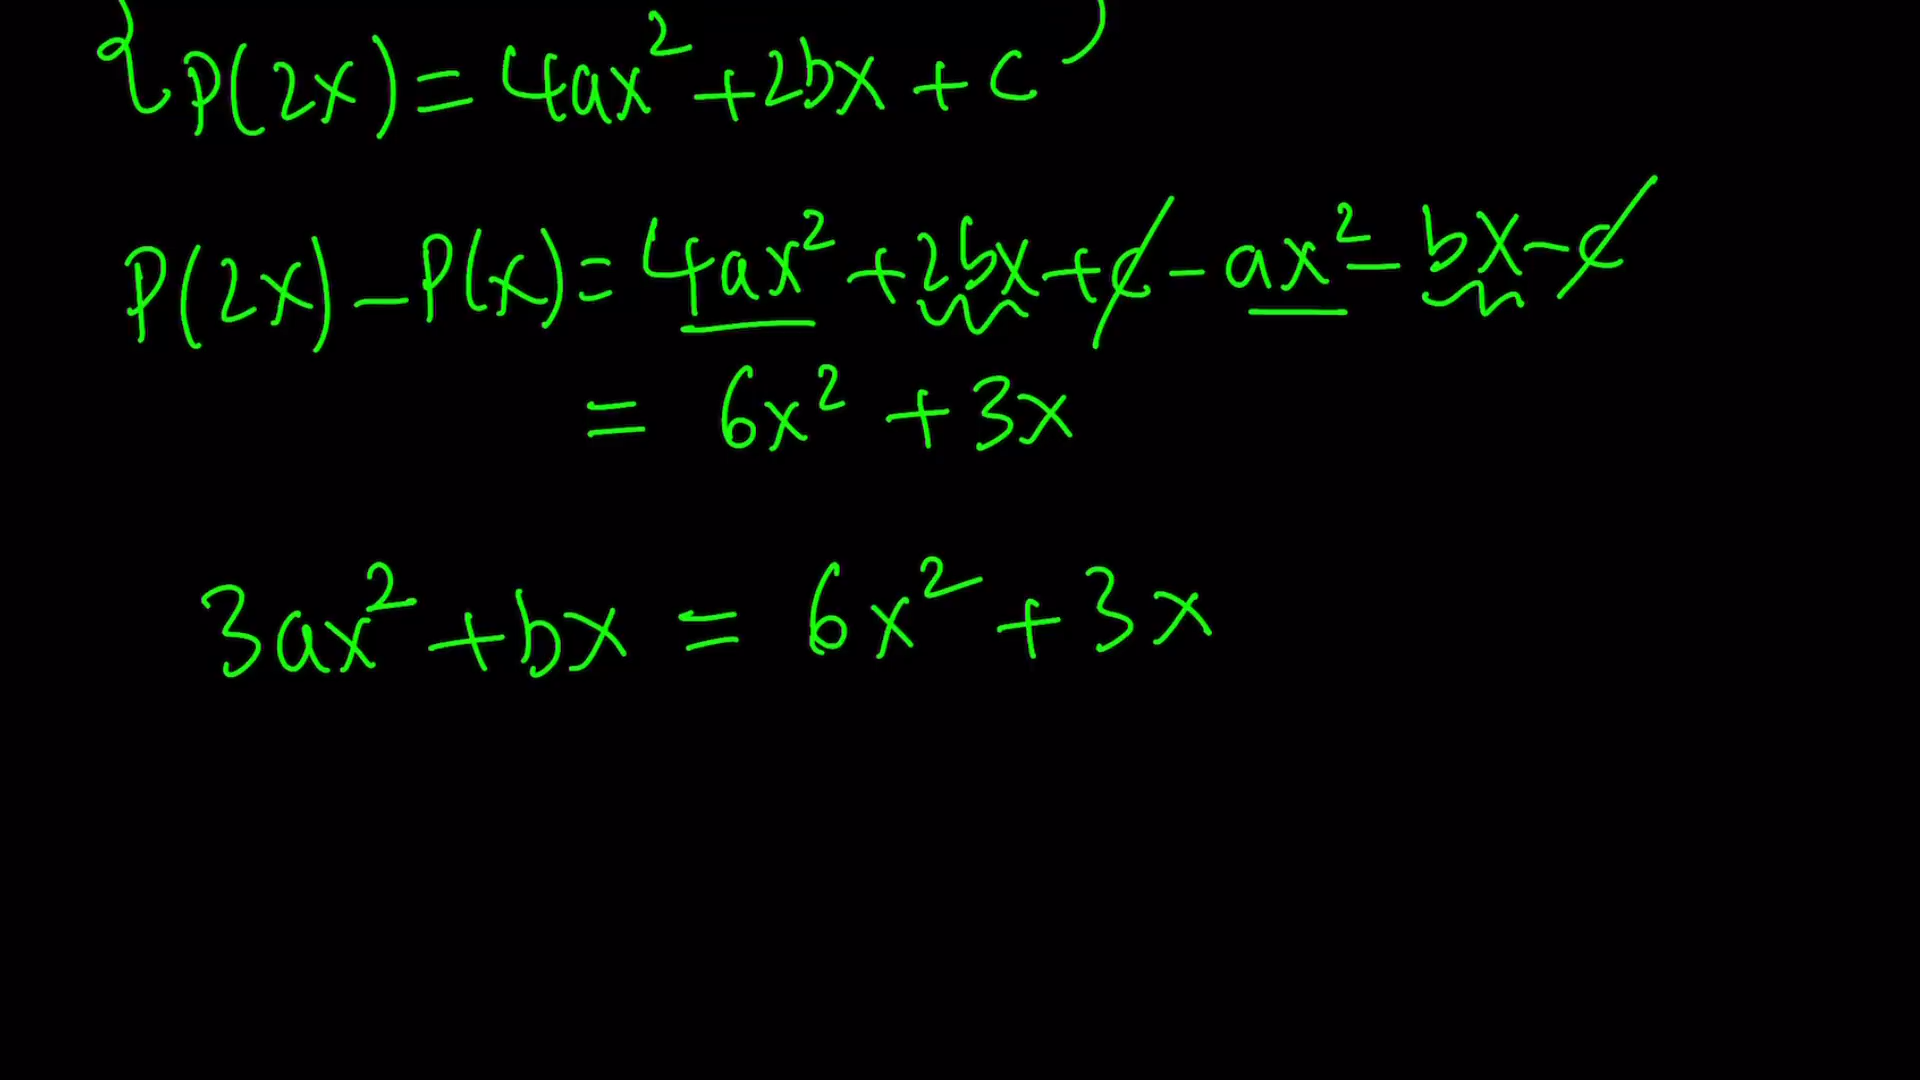 P(2x) = 4ax² + 2bx + c
P(2x) - P(x) = 4ax² + 2bx + c - ax² - bx - c
= 6x² + 3x
3ax² + bx = 6x² + 3x